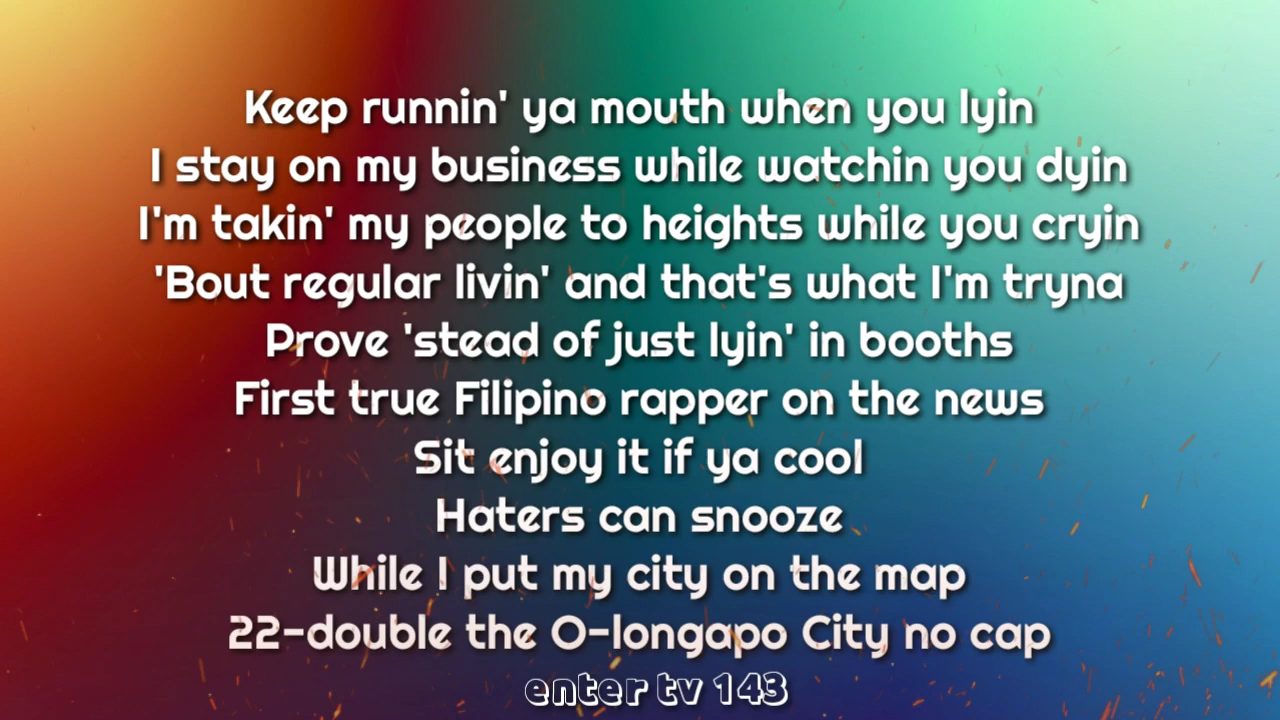 Keep runnin' ya mouth when you lyin
I stay on my business while watchin you dyin
I'm takin' my people to heights while you cryin
'Bout regular livin' and that's what I'm tryna
Prove 'stead of just lyin' in booths
First true Filipino rapper on the news
Sit enjoy it if ya cool
Haters can snooze
While I put my city on the map
22-double the O-longapo City no cap
enter tv 143